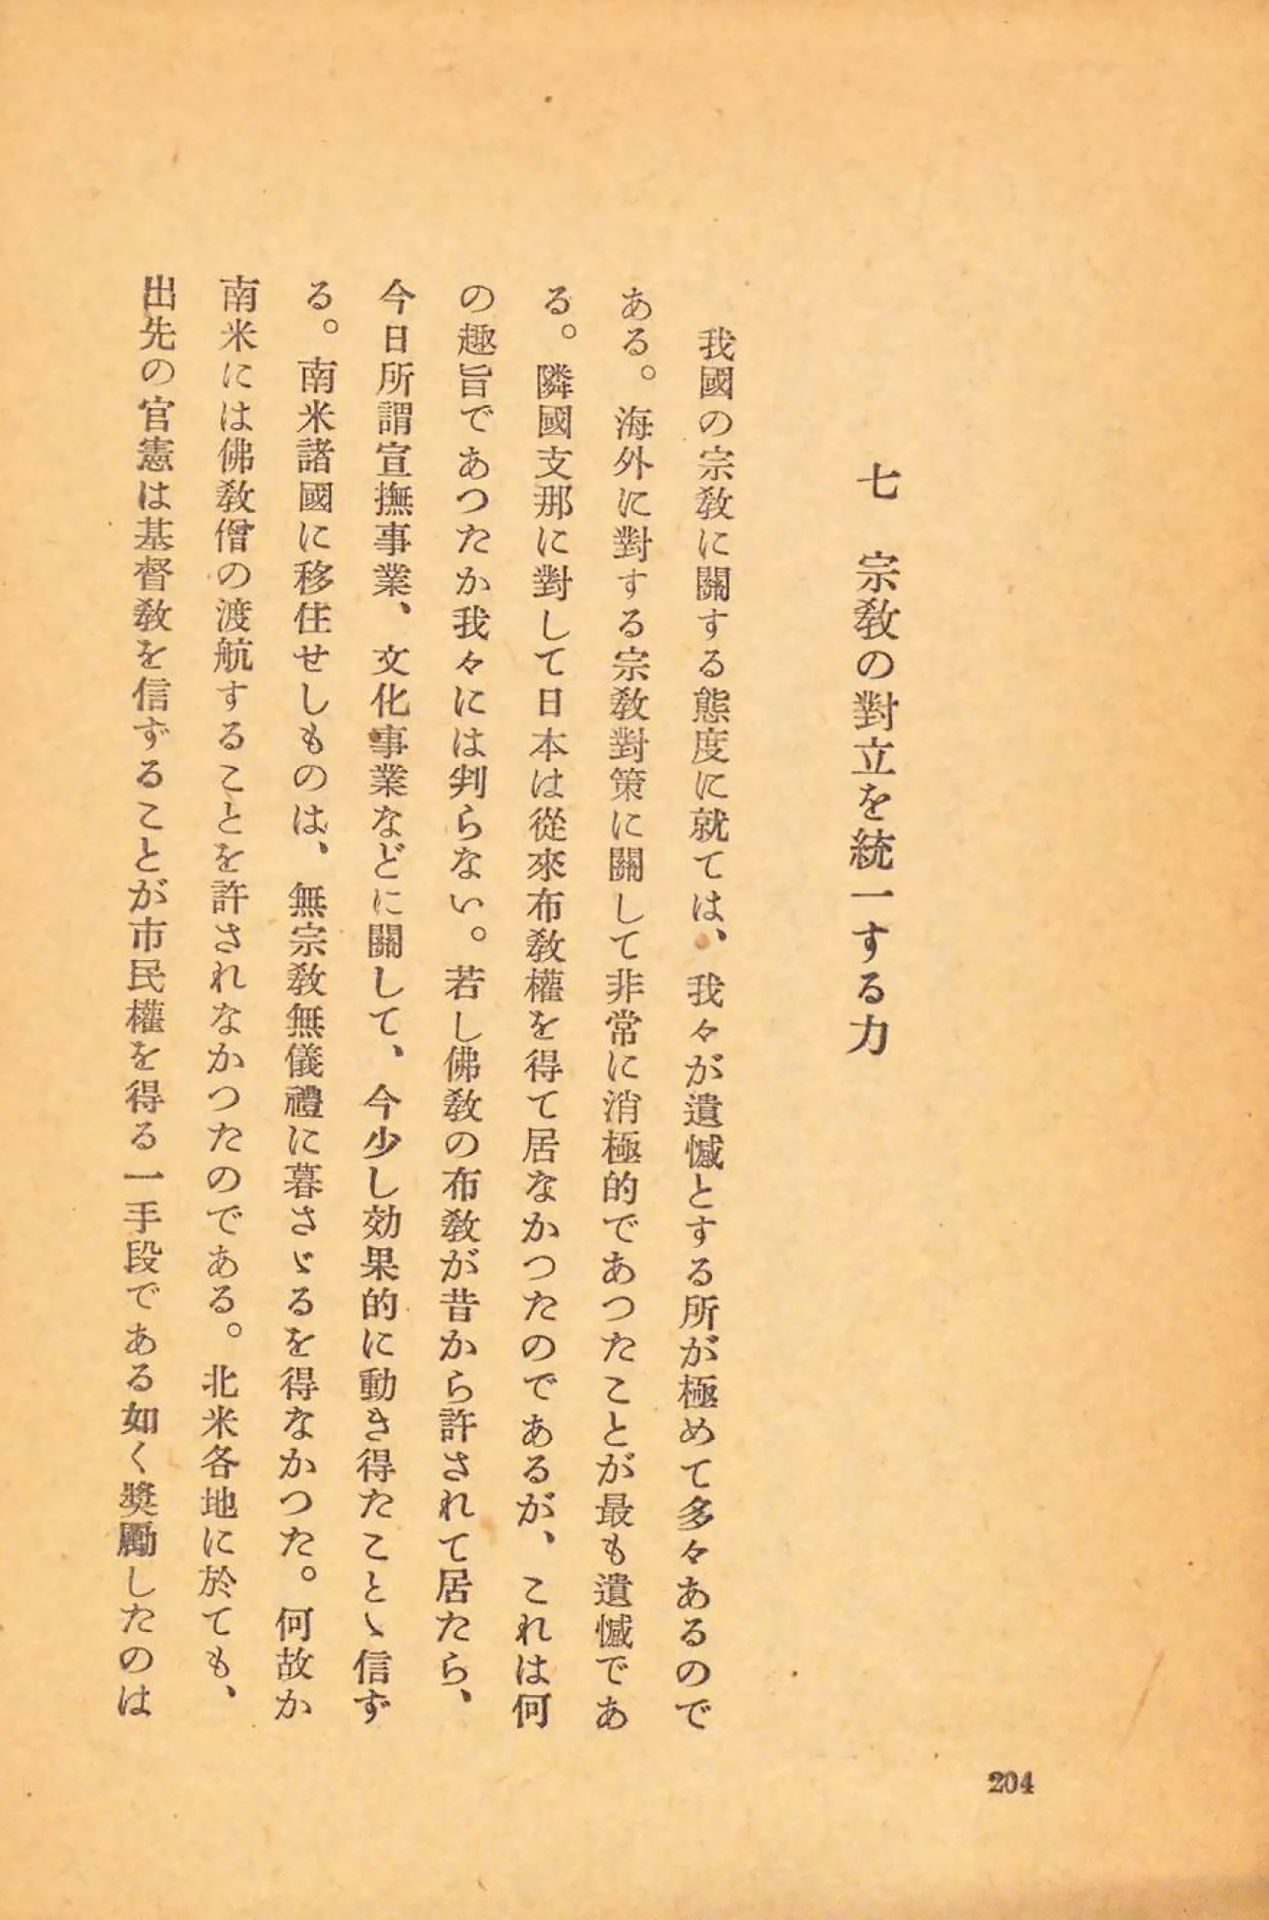 七　宗教の對立を統一する力
我國の宗教に關する態度に就ては、我々が遺憾とする所が極めて多々あるので
ある。海外に對する宗教對策に關して非常に消極的であつたことが最も遺憾であ
る。隣國支那に對して日本は從來布教權を得て居なかつたのであるが、これは何
の趣旨であつたか我々には判らない。若し佛教の布教が昔から許されて居たら、
今日所謂宣撫事業、文化事業などに關して、今少し効果的に動き得たことゝ信ず
る。南米諸國に移住せしものは、無宗教無儀禮に暮さゞるを得なかつた。何故か
南米には佛教僧の渡航することを許されなかつたのである。北米各地に於ても、
出先の官憲は基督教を信ずることが市民權を得る一手段である如く奬勵したのは
204